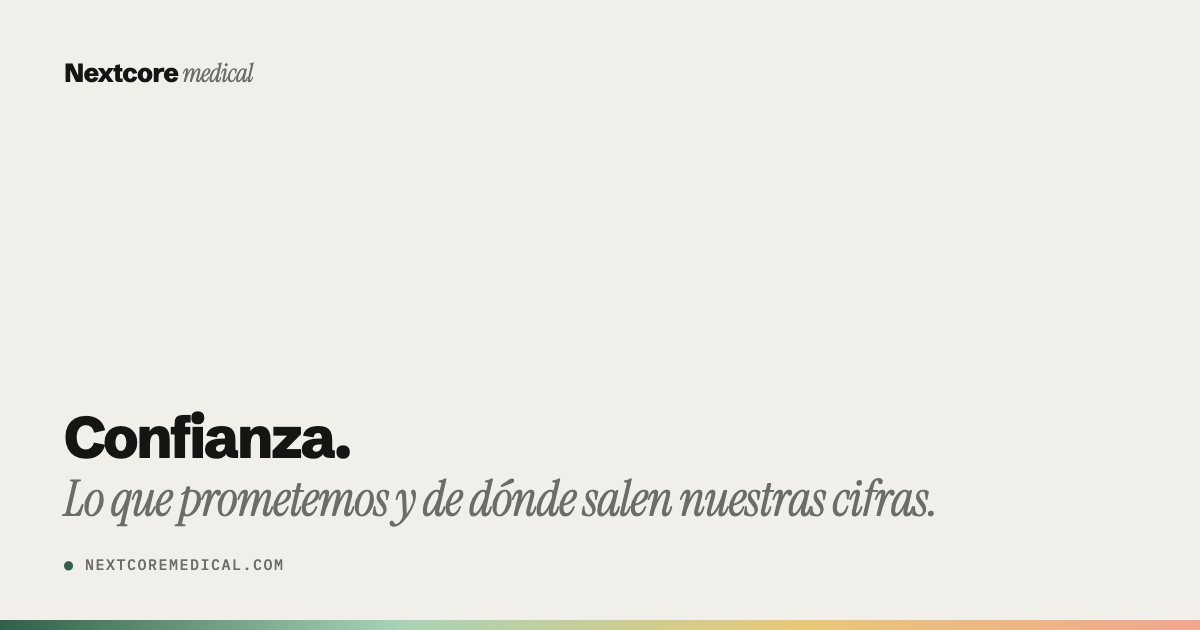 Nextcore medical
Confianza.
Lo que prometemos y de dónde salen nuestras cifras.
NEXTCOREMEDICAL.COM